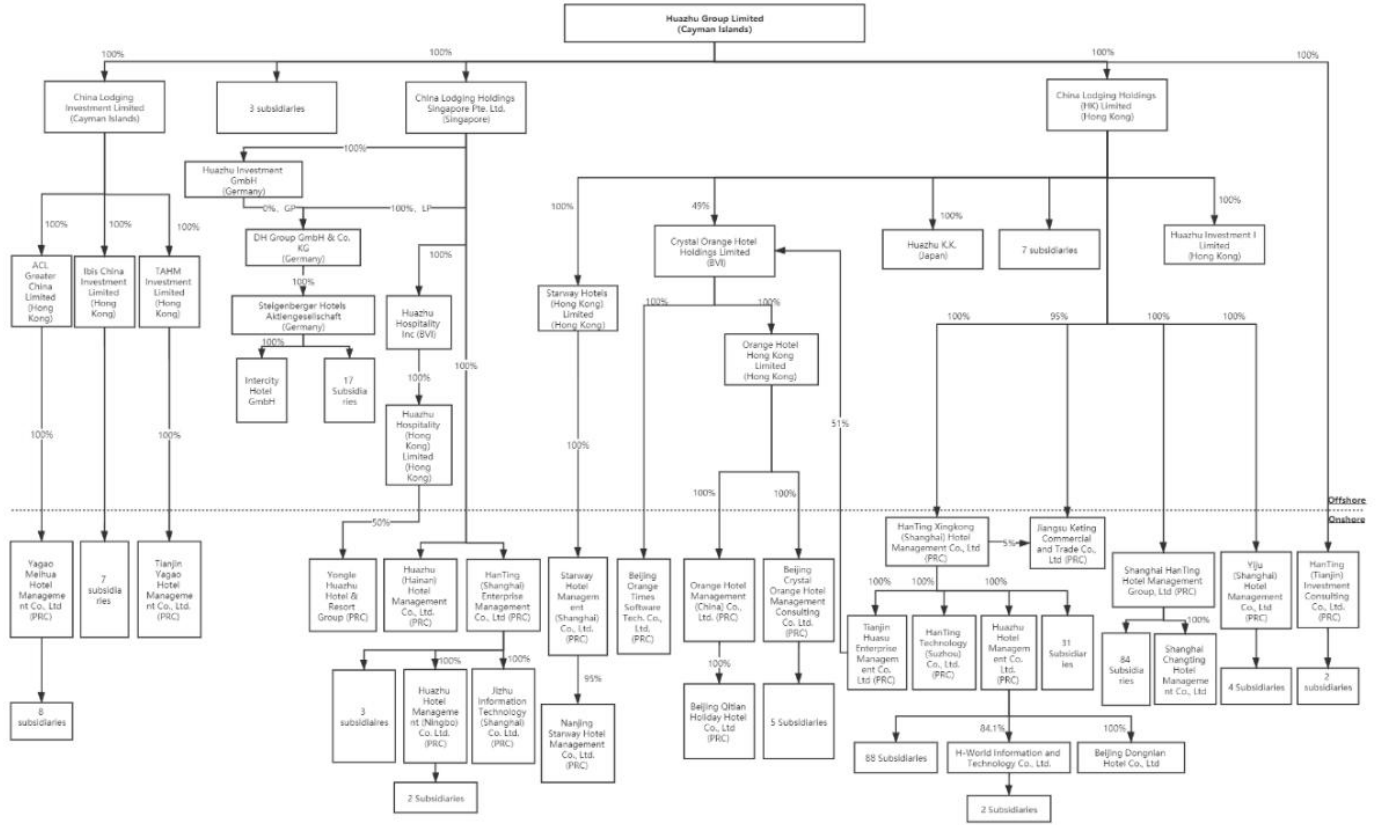 Huazhu Group Limited
(Cayman Islands)
100%
100%
100%
100%
China Lodging
Investment Limited
(Cayman Islands)
3 subsidiaries
China Lodging Holdings
Singapore Pte. Ltd.
(Singapore)
China Lodging Holdings
(HK) Limited
(Hong Kong)
100%
Huazhu Investment
GmbH
(Germany)
0%, GP
100%, LP
DH Group GmbH & Co.
KG
(Germany)
100%
Steigenberger Hotels
Aktiengesellschaft
(Germany)
100%
Intercity
Hotel
GmbH
17
Subsidia
ries
100%
100%
100%
ACL
Greater
China
Limited
(Hong
Kong)
Ibis China
Investment
Limited
(Hong
Kong)
TAHM
Investment
Limited
(Hong
Kong)
100%
100%
100%
Huazhu
Hospitality
Inc (BVI)
100%
Huazhu
Hospitality
(Hong
Kong)
Limited
(Hong
Kong)
50%
100%
100%
Starway Hotels
(Hong Kong)
Limited
(Hong Kong)
100%
49%
Crystal Orange Hotel
Holdings Limited
(BVI)
100%
100%
Orange Hotel
Hong Kong
Limited
(Hong Kong)
100%
100%
51%
100%
Huazhu K.K.
(Japan)
7 subsidiaries
100%
Huazhu Investment I
Limited
(Hong Kong)
100%
95%
100%
100%
Offshore
Onshore
Yagao
Meihua
Hotel
Manageme
nt Co., Ltd
(PRC)
7
subsidia
ries
Tianjin
Yagao
Hotel
Manageme
nt Co., Ltd.
(PRC)
8
subsidiaries
Yongle
Huazhu
Hotel &
Resort
Group (PRC)
Huazhu
(Hainan)
Hotel
Management
Co., Ltd.
(PRC)
HanTing
(Shanghai)
Enterprise
Management
Co., Ltd.
(PRC)
100%
100%
3
subsidiaires
Huazhu
Hotel
Manageme
nt (Ningbo)
Co. Ltd.
(PRC)
Jizhu
Information
Technology
(Shanghai)
Co., Ltd.
(PRC)
2 Subsidiaries
Starway
Hotel
Managem
ent
(Shanghai)
Co., Ltd.
(PRC)
95%
Nanjing
Starway Hotel
Management
Co., Ltd.
(PRC)
Beijing
Orange
Times
Software
Tech. Co.,
Ltd. (PRC)
Orange Hotel
Management
(China) Co.,
Ltd. (PRC)
100%
Beijing Qitian
Holiday Hotel
Co., Ltd
(PRC)
Beijing
Crystal
Orange Hotel
Management
Consulting
Co. Ltd. (PRC)
5 Subsidiaries
HanTing Xingkong
(Shanghai) Hotel
Management Co., Ltd
(PRC)
5%
Jiangsu Keting
Commercial
and Trade Co.,
Ltd (PRC)
100%
100%
100%
Tianjin
Huasu
Enterprise
Managem
ent Co.,
Ltd (PRC)
HanTing
Technology
(Suzhou)
Co., Ltd.
(PRC)
Huazhu
Hotel
Managem
ent Co.
Ltd.
(PRC)
31
Subsidiar
ies
84.1%
100%
88 Subsidiaries
H-World Information and
Technology Co., Ltd.
Beijing Dongnian
Hotel Co., Ltd
2 Subsidiaries
Shanghai HanTing
Hotel Management
Group, Ltd (PRC)
100%
84
Subsidia
ries
Shanghai
Changting
Hotel
Manageme
nt Co., Ltd
Yiju
(Shanghai)
Hotel
Management
Co., Ltd
(PRC)
4 Subsidiaries
HanTing
(Tianjin)
Investment
Consulting
Co., Ltd.
(PRC)
2
subsidiaries